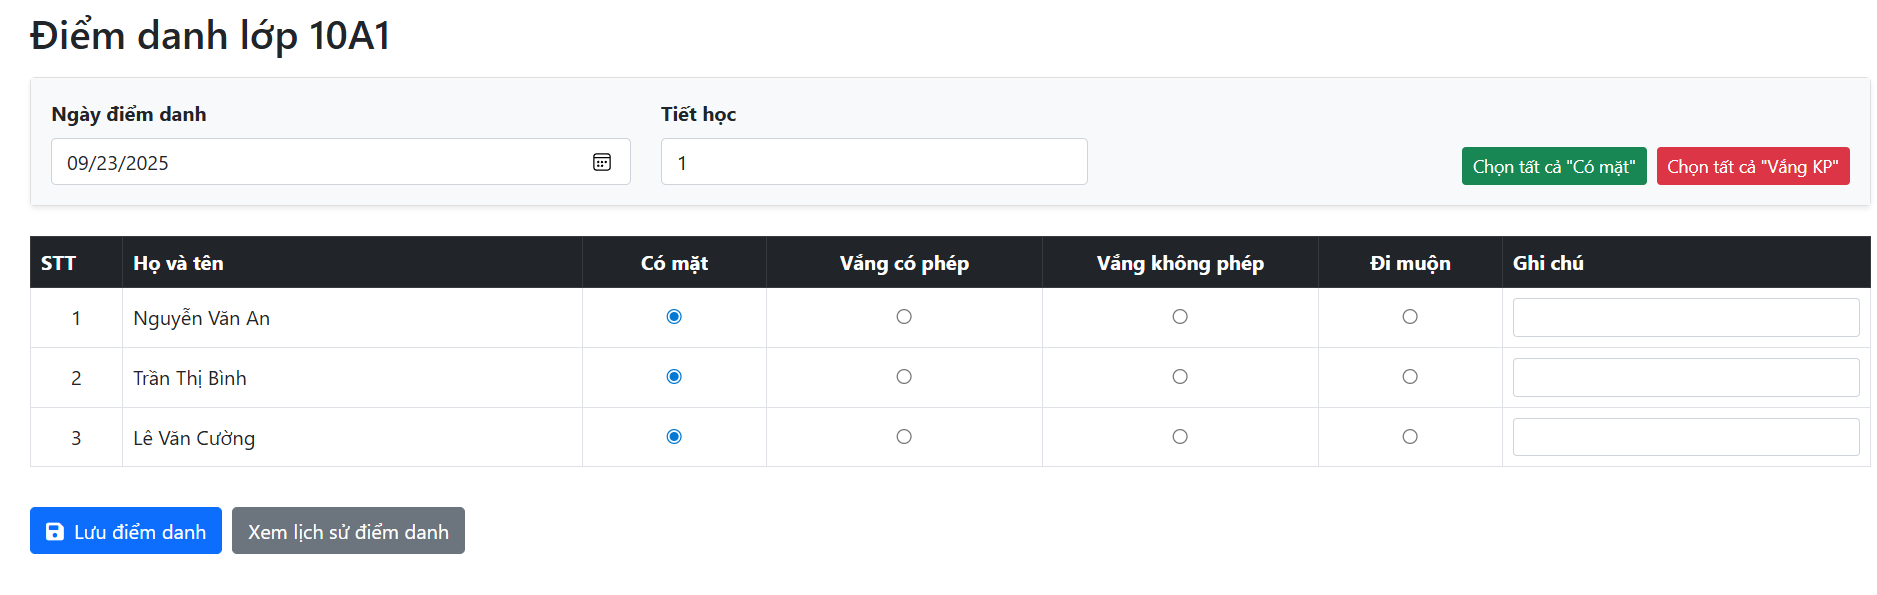 Điểm danh lớp 10A1
Ngày điểm danh Tiết học
09/23/2025 1 Chọn tất cả "Có mặt" Chọn tất cả "Vắng KP"
STT Họ và tên Có mặt Vắng có phép Vắng không phép Đi muộn Ghi chú
1 Nguyễn Văn An
2 Trần Thị Bình
3 Lê Văn Cường
Lưu điểm danh Xem lịch sử điểm danh